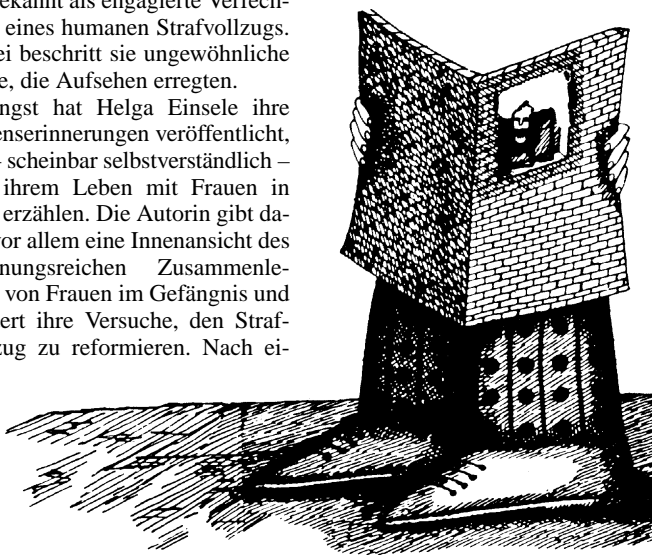 ekannt als engagierte Verfech-
eines humanen Strafvollzugs.
ei beschritt sie ungewöhnliche
e, die Aufsehen erregten.
ngst hat Helga Einsele ihre
enserinnerungen veröffentlicht,
– scheinbar selbstverständlich –
ihrem Leben mit Frauen in
erzählen. Die Autorin gibt da-
vor allem eine Innenansicht des
nungsreichen Zusammenle-
von Frauen im Gefängnis und
ert ihre Versuche, den Straf-
zug zu reformieren. Nach ei-